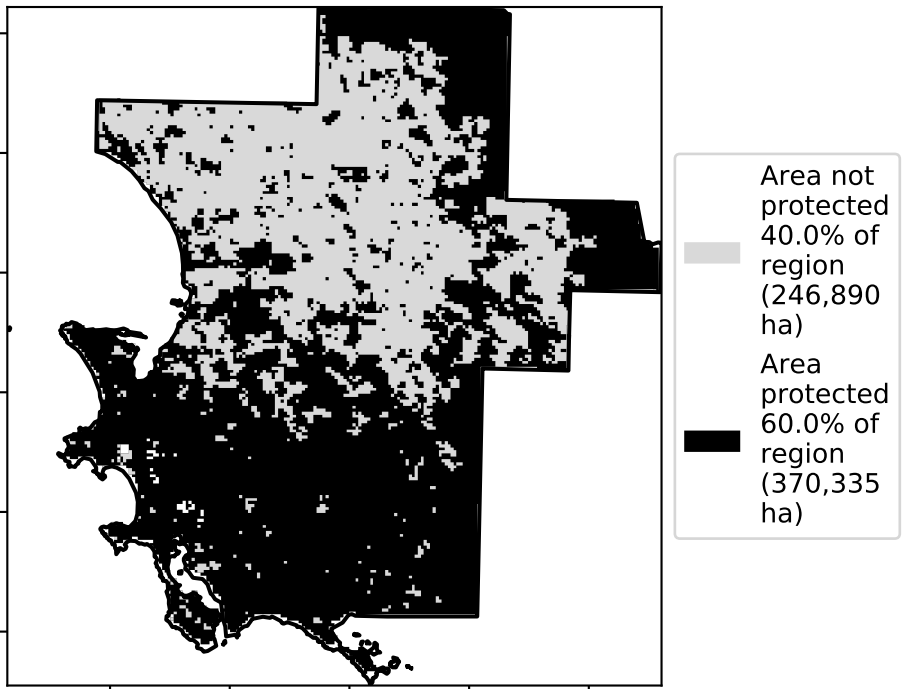 Area not
protected
40.0% of
region
(246,890
ha)
Area
protected
60.0% of
region
(370,335
ha)